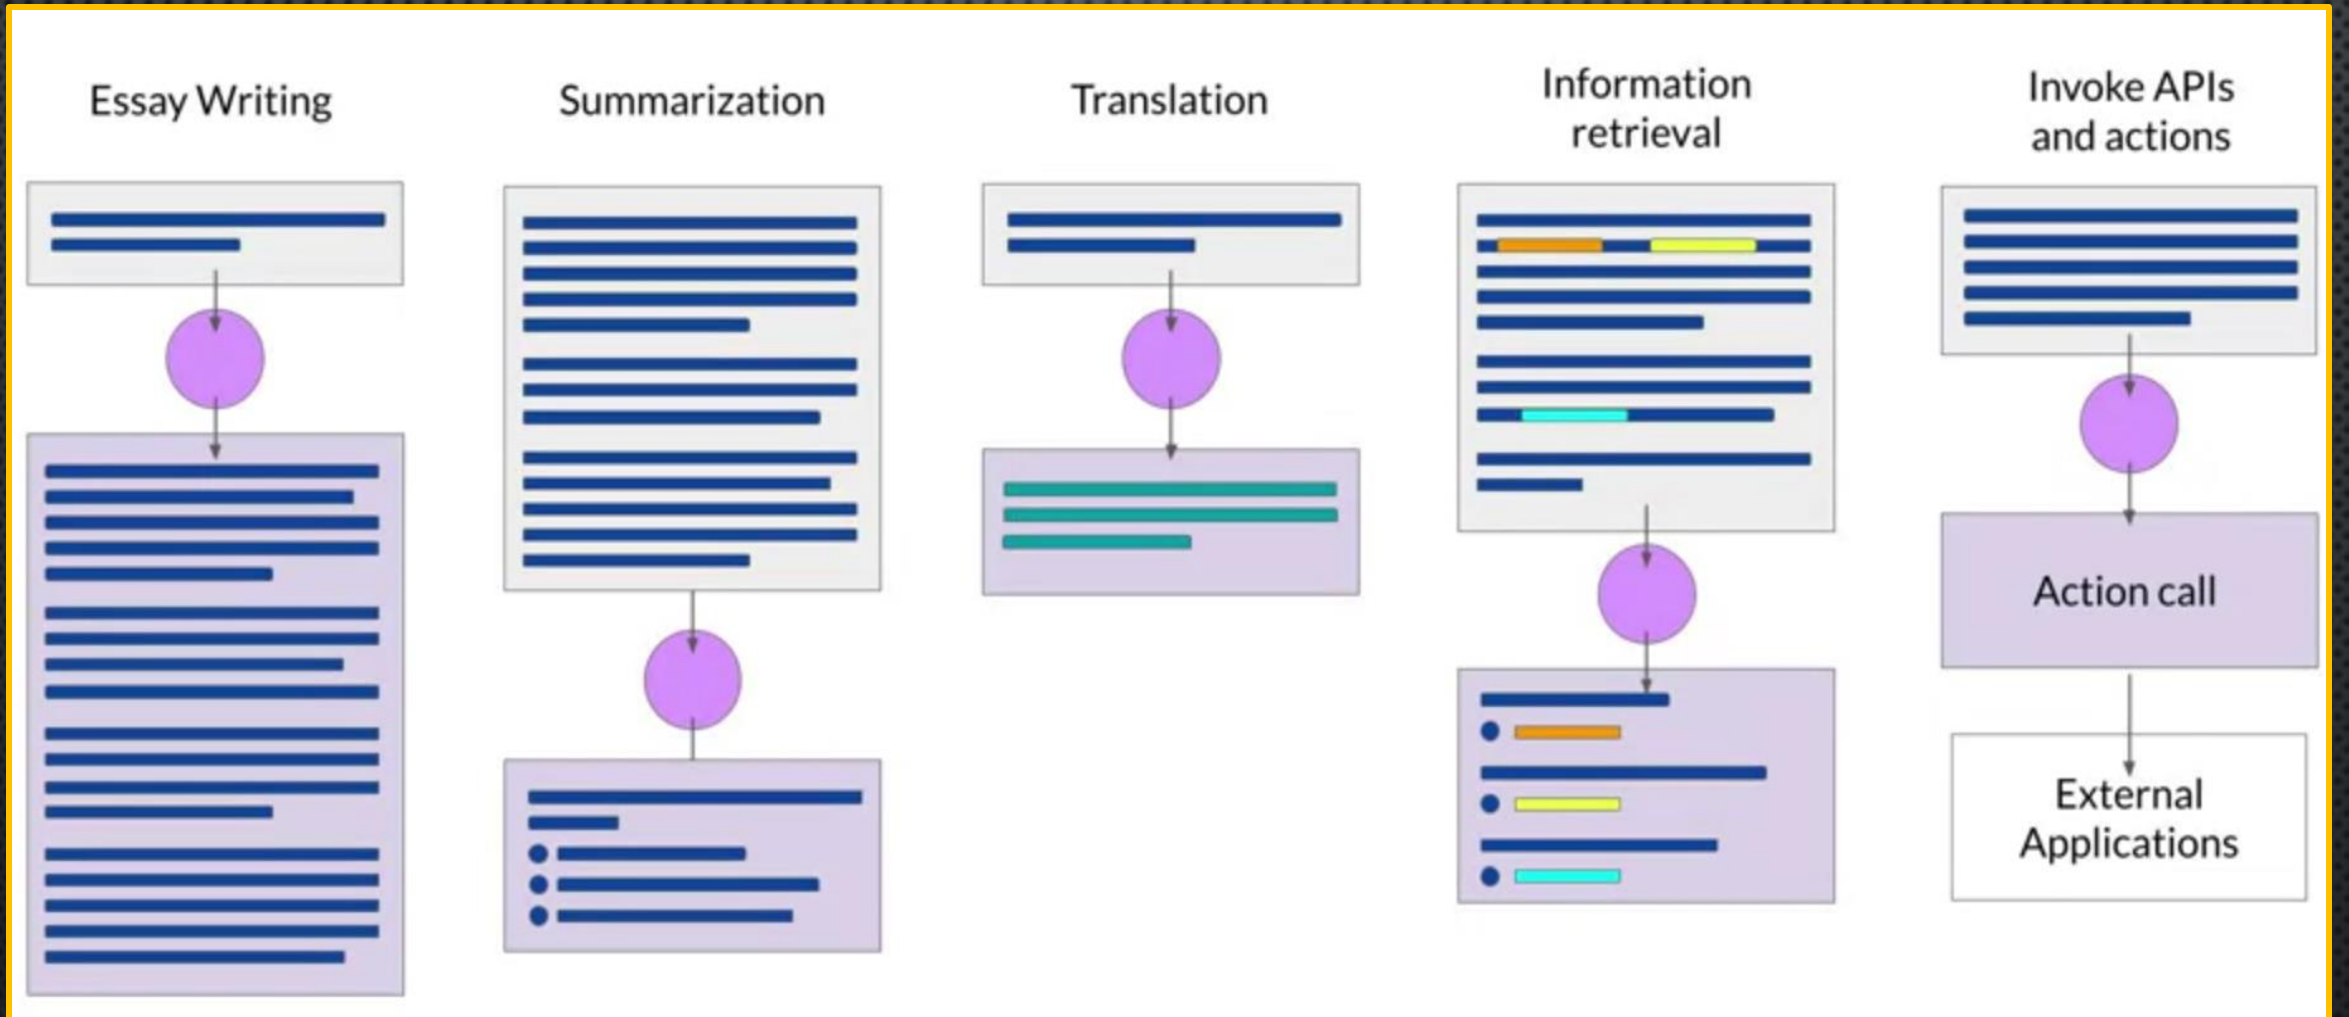 Essay Writing
Summarization
Translation
Information
retrieval
Invoke APIs
and actions
Action call
External
Applications